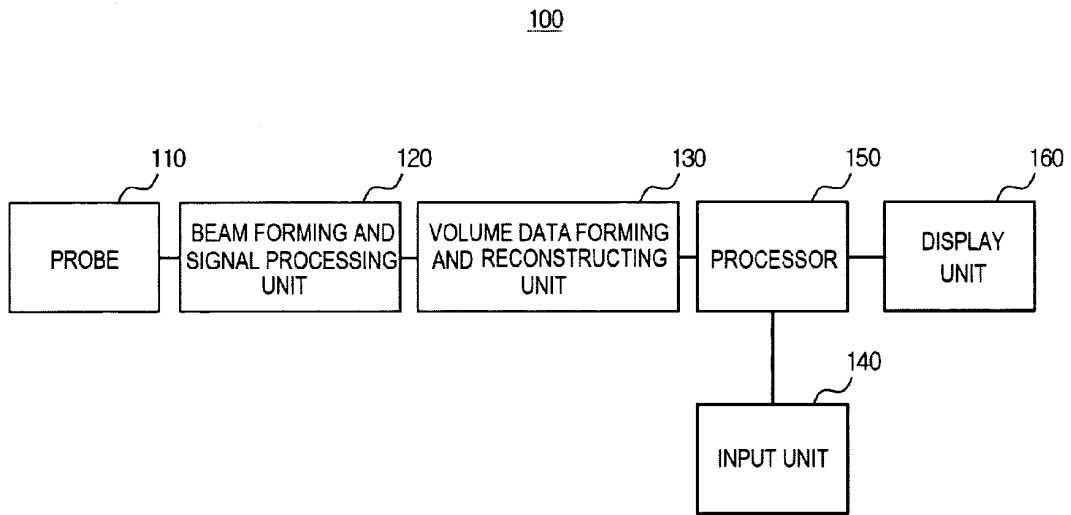 100
110
120
130
150
160
PROBE
BEAM FORMING AND
SIGNAL PROCESSING
UNIT
VOLUME DATA FORMING
AND RECONSTRUCTING
UNIT
PROCESSOR
DISPLAY
UNIT
140
INPUT UNIT